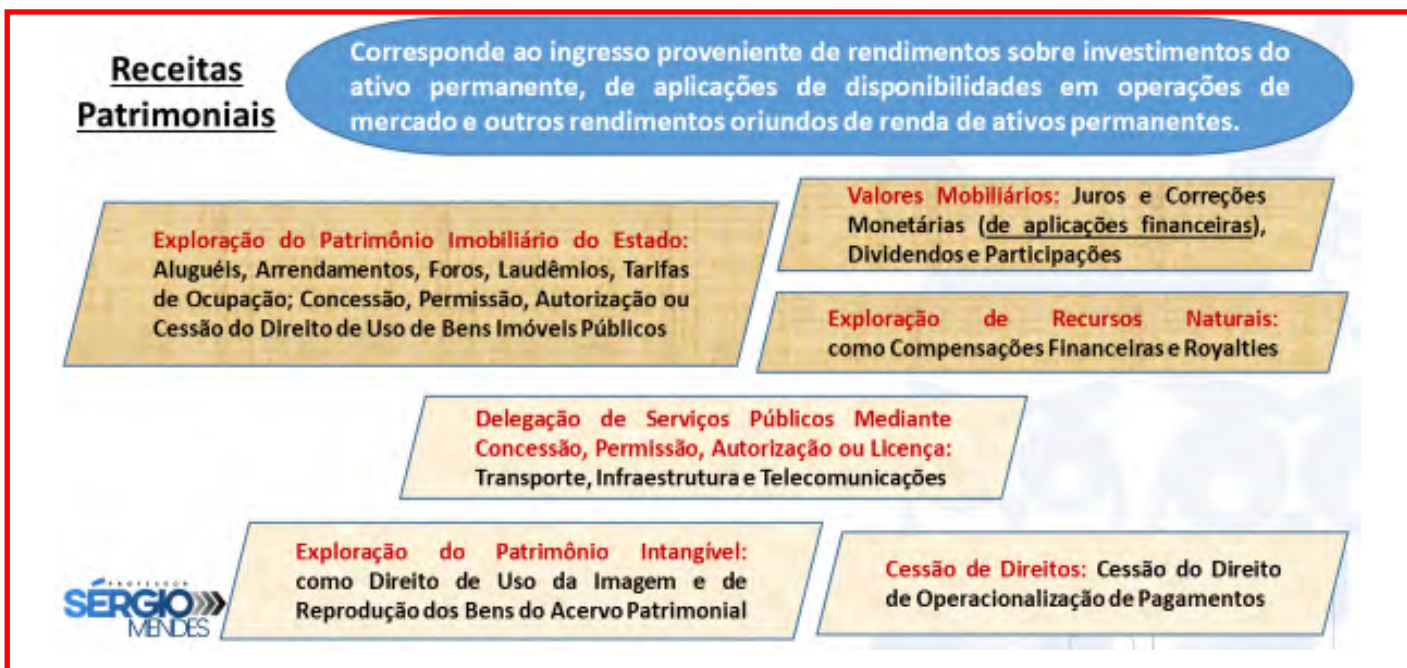 Receitas
Patrimoniais
Corresponde ao ingresso proveniente de rendimentos sobre investimentos do
ativo permanente, de aplicações de disponibilidades em operações de
mercado e outros rendimentos oriundos de renda de ativos permanentes.
Exploração do Patrimônio Imobiliário do Estado:
Aluguéis, Arrendamentos, Foros, Laudêmios, Tarifas
de Ocupação; Concessão, Permissão, Autorização ou
Cessão do Direito de Uso de Bens Imóveis Públicos
Valores Mobiliários: Juros e Correções
Monetárias (de aplicações financeiras),
Dividendos e Participações
Exploração de Recursos Naturais:
como Compensações Financeiras e Royalties
Delegação de Serviços Públicos Mediante
Concessão, Permissão, Autorização ou Licença:
Transporte, Infraestrutura e Telecomunicações
Exploração do Patrimônio Intangível:
como Direito de Uso da Imagem e de
Reprodução dos Bens do Acervo Patrimonial
Cessão de Direitos: Cessão do Direito
de Operacionalização de Pagamentos
PROFESSOR
SÉRGIO
MENDES